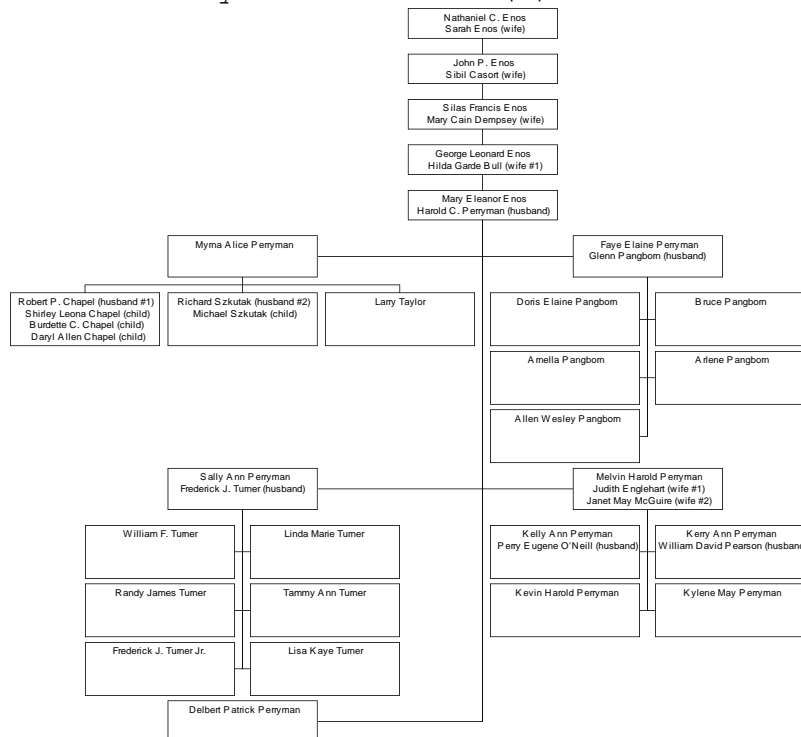 Nathaniel C. Enos
Sarah Enos (wife)
John P. Enos
Sibil Casort (wife)
Silas Francis Enos
Mary Cain Dempsey (wife)
George Leonard Enos
Hilda Garde Bull (wife #1)
Mary Eleanor Enos
Harold C. Perryman (husband)
Myrna Alice Perryman
Faye Elaine Perryman
Glenn Pangborn (husband)
Robert P. Chapel (husband #1)
Shirley Leona Chapel (child)
Burdette C. Chapel (child)
Daryl Allen Chapel (child)
Richard Szkutak (husband #2)
Michael Szkutak (child)
Larry Taylor
Doris Elaine Pangborn
Bruce Pangborn
Amella Pangborn
Arlene Pangborn
Allen Wesley Pangborn
Sally Ann Perryman
Frederick J. Turner (husband)
Melvin Harold Perryman
Judith Englehart (wife #1)
Janet May McGuire (wife #2)
William F. Turner
Linda Marie Turner
Kelly Ann Perryman
Perry Eugene O'Neill (husband)
Kerry Ann Perryman
William David Pearson (husband
Randy James Turner
Tammy Ann Turner
Kevin Harold Perryman
Kylene May Perryman
Frederick J. Turner Jr.
Lisa Kaye Turner
Delbert Patrick Perryman